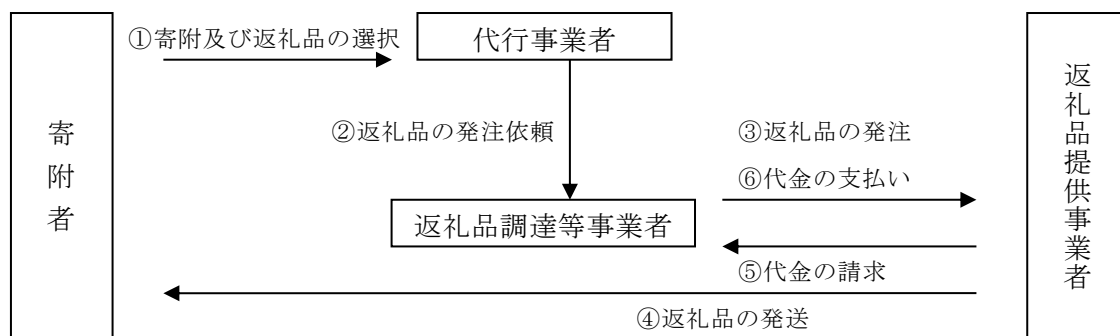 ①寄附及び返礼品の選択
代行事業者
寄附者
②返礼品の発注依頼
③返礼品の発注
⑥代金の支払い
返礼品調達等事業者
⑤代金の請求
④返礼品の発送
返礼品提供事業者